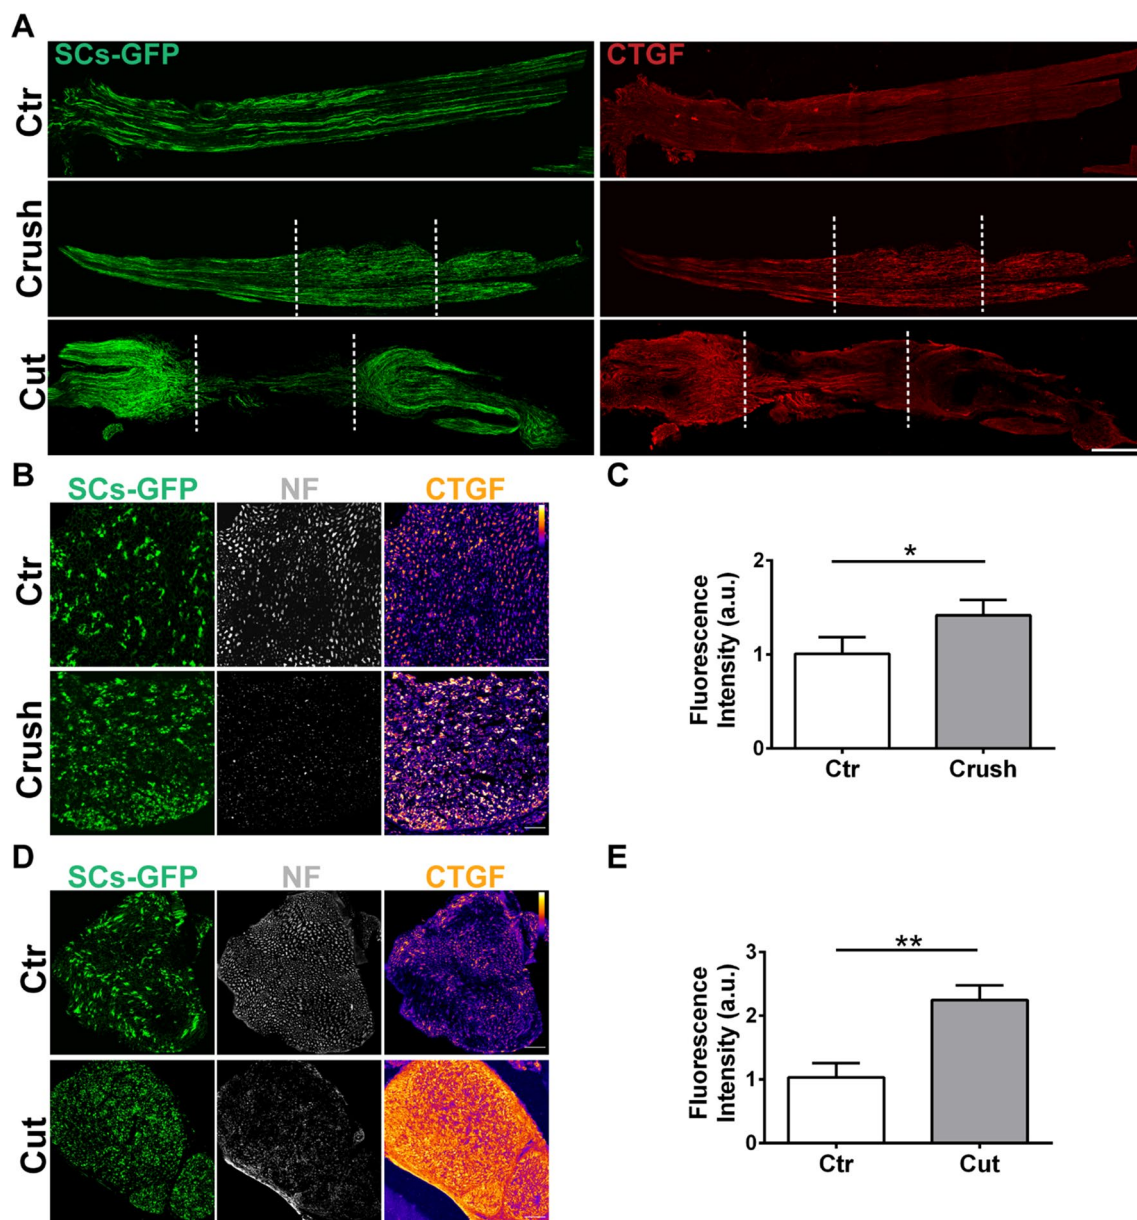 A
SCs-GFP
CTGF
Ctr
Crush
Cut
B
SCs-GFP
NF
CTGF
Ctr
Crush
C
Fluorescence
Intensity (a.u.)
2
1
0
*
Ctr
Crush
D
SCs-GFP
NF
CTGF
Ctr
Cut
E
Fluorescence
Intensity (a.u.)
3
2
1
0
**
Ctr
Cut